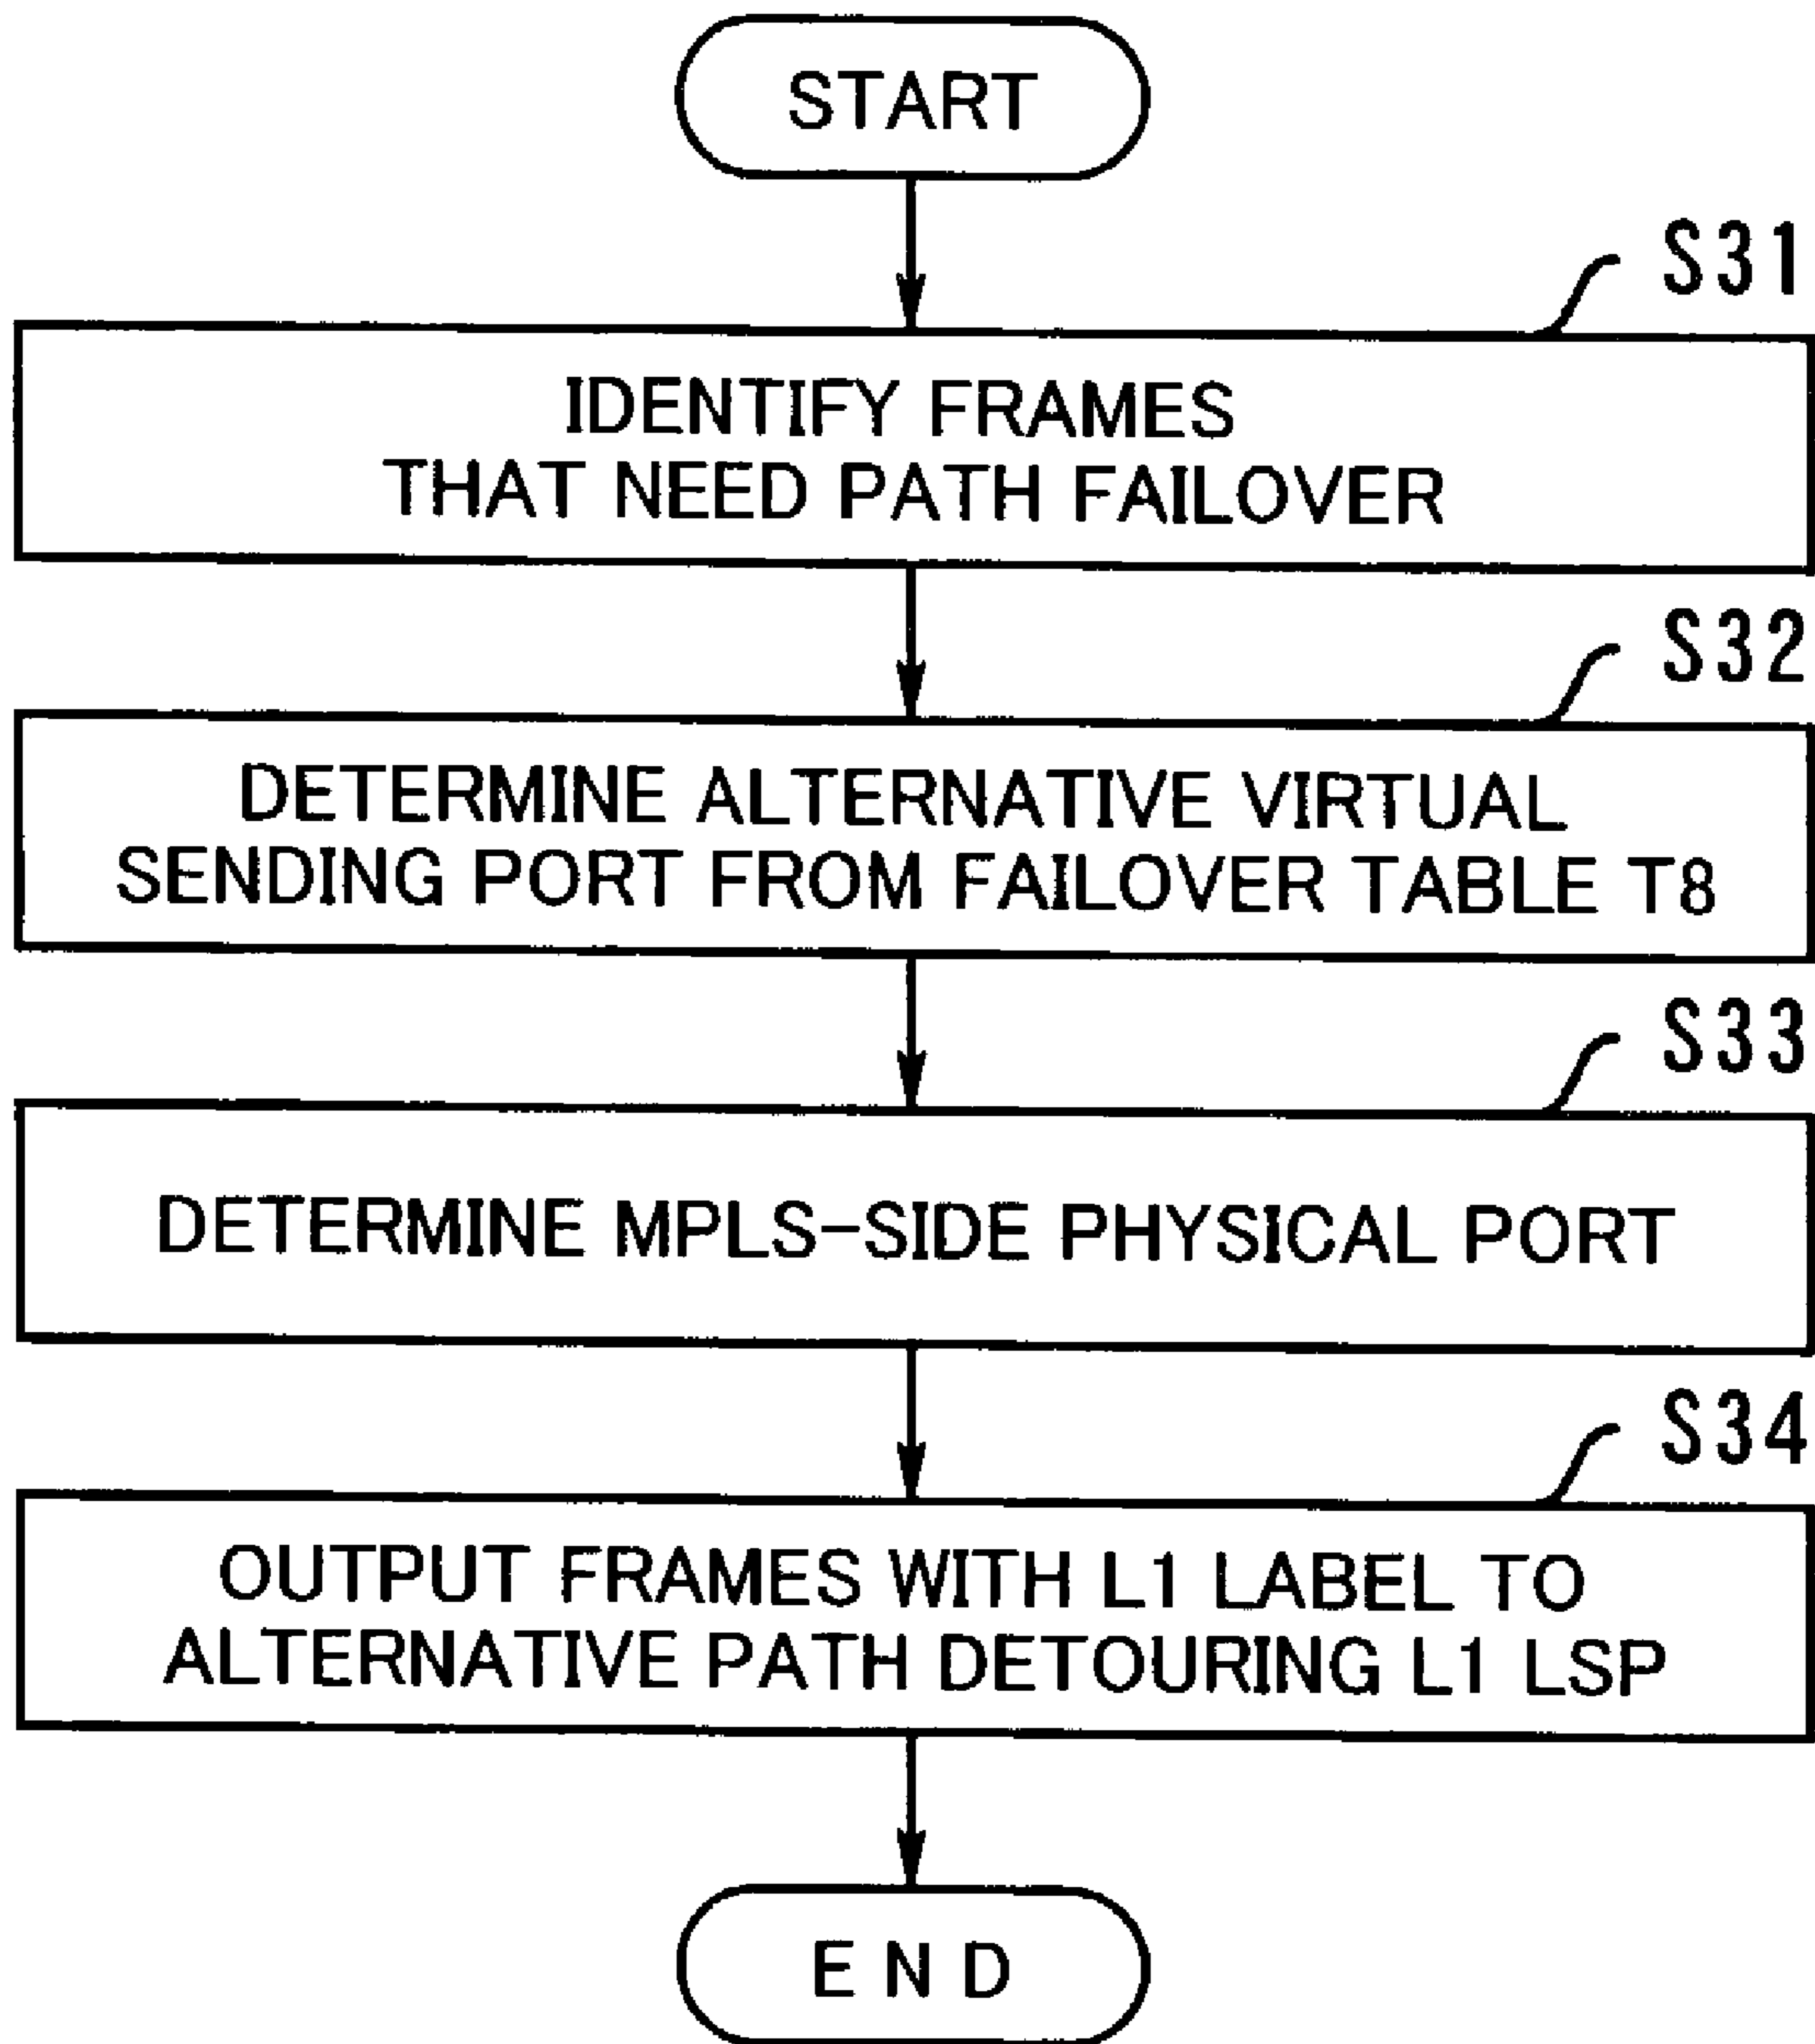 START
S31
IDENTIFY FRAMES
THAT NEED PATH FAILOVER
S32
DETERMINE ALTERNATIVE VIRTUAL
SENDING PORT FROM FAILOVER TABLE T8
S33
DETERMINE MPLS-SIDE PHYSICAL PORT
S34
OUTPUT FRAMES WITH L1 LABEL TO
ALTERNATIVE PATH DETOURING L1 LSP
END